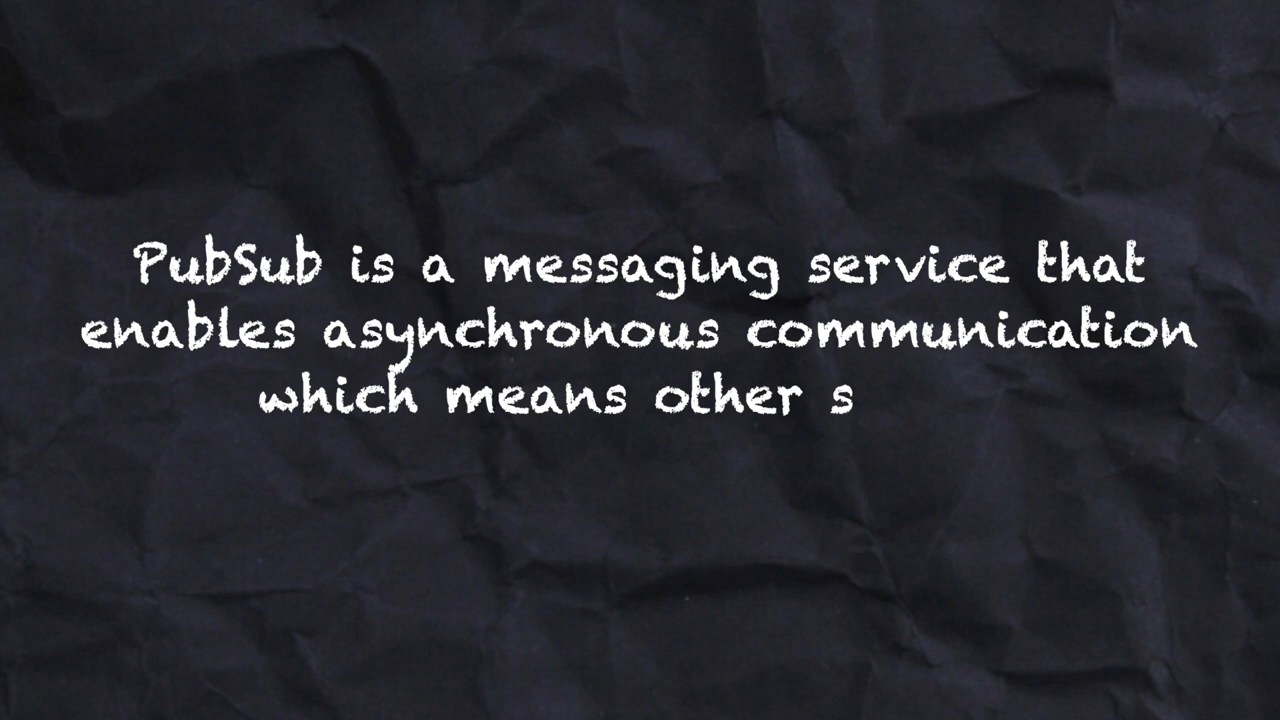 PubSub is a messaging service that
enables asynchronous communication
which means other s